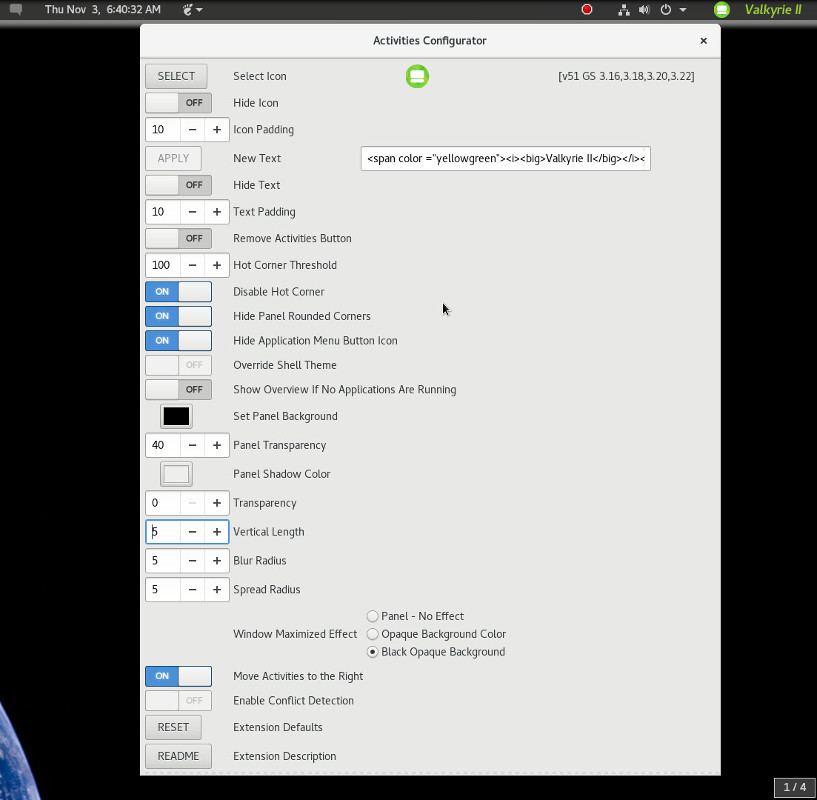 Thu Nov 3, 6:40:32 AM
Valkyrie II
Activities Configurator
×
SELECT Select Icon [v51 GS 3.16,3.18,3.20,3.22]
OFF Hide Icon
10 − + Icon Padding
APPLY New Text <span color ="yellowgreen"><i><big>Valkyrie II</big></i><
OFF Hide Text
10 − + Text Padding
OFF Remove Activities Button
100 − + Hot Corner Threshold
ON Disable Hot Corner
ON Hide Panel Rounded Corners
ON Hide Application Menu Button Icon
OFF Override Shell Theme
OFF Show Overview If No Applications Are Running
Set Panel Background
40 − + Panel Transparency
Panel Shadow Color
0 − + Transparency
5 − + Vertical Length
5 − + Blur Radius
5 − + Spread Radius
Panel - No Effect
Window Maximized Effect Opaque Background Color
Black Opaque Background
ON Move Activities to the Right
OFF Enable Conflict Detection
RESET Extension Defaults
README Extension Description
1 / 4